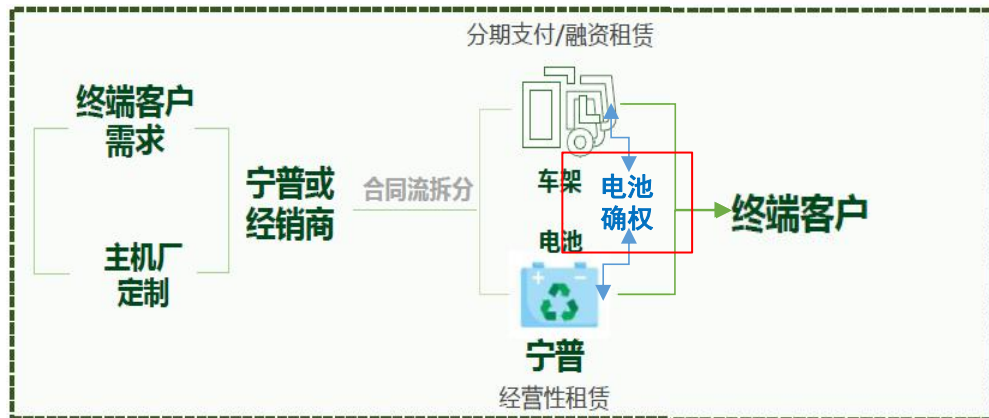 分期支付/融资租赁
终端客户
需求
宁普或
经销商
主机厂
定制
合同流拆分
车架
电池
确权
电池
宁普
经营性租赁
终端客户